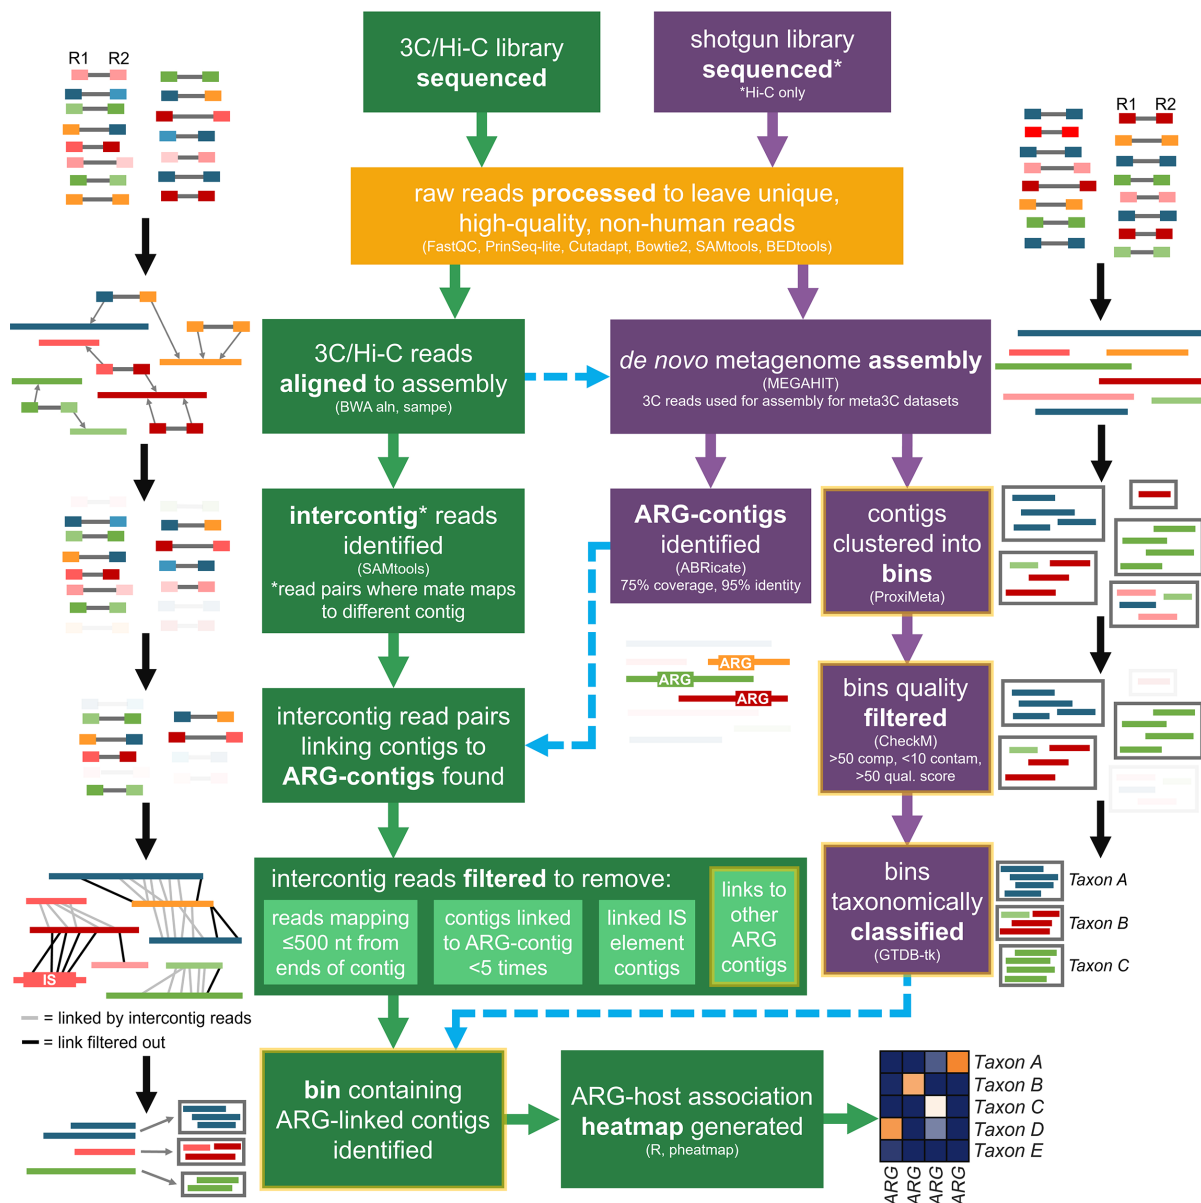 3C/Hi-C library
sequenced
shotgun library
sequenced*
*Hi-C only
R1 R2
R1 R2
raw reads processed to leave unique,
high-quality, non-human reads
(FastQC, PrinSeq-lite, Cutadapt, Bowtie2, SAMtools, BEDtools)
3C/Hi-C reads
aligned to assembly
(BWA aln, sampe)
de novo metagenome assembly
(MEGAHIT)
3C reads used for assembly for meta3C datasets
intercontig* reads
identified
(SAMtools)
*read pairs where mate maps
to different contig
ARG-contigs
identified
(ABRicate)
75% coverage, 95% identity
contigs
clustered into
bins
(ProxiMeta)
ARG
ARG
ARG
intercontig read pairs
linking contigs to
ARG-contigs found
bins quality
filtered
(CheckM)
>50 comp, <10 contam,
>50 qual. score
intercontig reads filtered to remove:
reads mapping
≤500 nt from
ends of contig
contigs linked
to ARG-contig
<5 times
linked IS
element
contigs
links to
other
ARG
contigs
bins
taxonomically
classified
(GTDB-tk)
Taxon A
Taxon B
Taxon C
IS
= linked by intercontig reads
= link filtered out
bin containing
ARG-linked contigs
identified
ARG-host association
heatmap generated
(R, pheatmap)
Taxon A
Taxon B
Taxon C
Taxon D
Taxon E
ARG
ARG
ARG
ARG